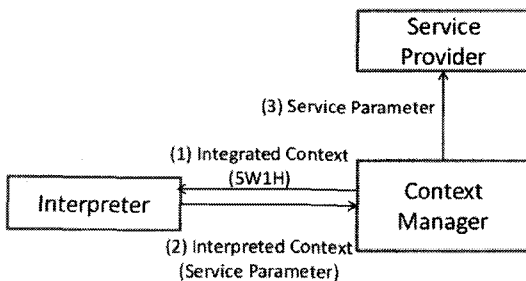 Service
Provider
(3) Service Parameter
(1) Integrated Context
(5W1H)
Interpreter
Context
Manager
(2) Interpreted Context
(Service Parameter)